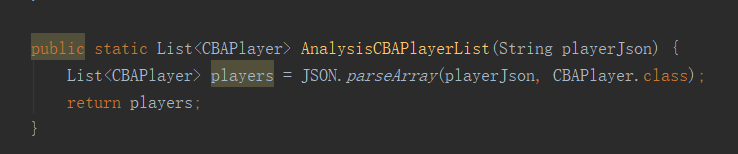 public static List<CBAPlayer> AnalysisCBAPlayerList(String playerJson) {
    List<CBAPlayer> players = JSON.parseArray(playerJson, CBAPlayer.class);
    return players;
}